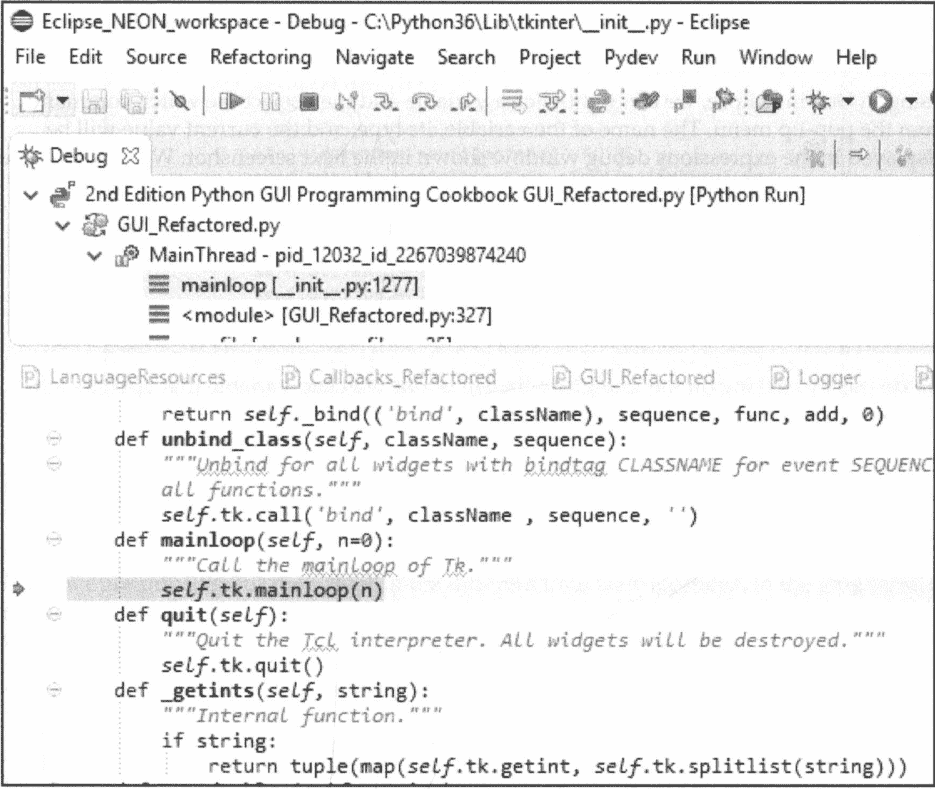 Eclipse_NEON_workspace - Debug - C:\Python36\Lib\tkinter\__init__.py - Eclipse
File Edit Source Refactoring Navigate Search Project Pydev Run Window Help
Debug
2nd Edition Python GUI Programming Cookbook GUI_Refactored.py [Python Run]
GUI_Refactored.py
MainThread - pid_12032_id_2267039874240
mainloop [__init__.py:1277]
<module> [GUI_Refactored.py:327]
LanguageResources Callbacks_Refactored GUI_Refactored Logger
return self._bind(('bind', className), sequence, func, add, 0)
def unbind_class(self, className, sequence):
"""Unbind for all widgets with bindtag CLASSNAME for event SEQUENC
all functions."""
self.tk.call('bind', className , sequence, '')
def mainloop(self, n=0):
"""Call the mainloop of Tk."""
self.tk.mainloop(n)
def quit(self):
"""Quit the Tcl interpreter. All widgets will be destroyed."""
self.tk.quit()
def _getints(self, string):
"""Internal function."""
if string:
return tuple(map(self.tk.getint, self.tk.splitlist(string)))